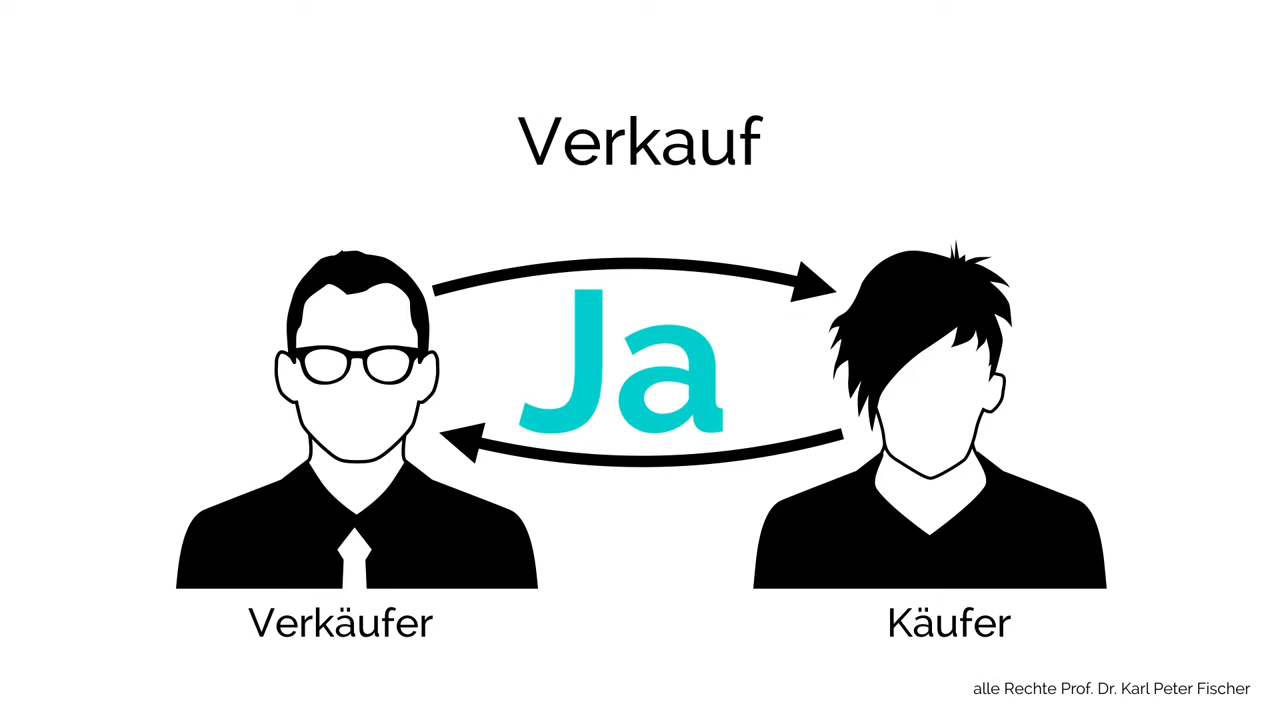 Verkauf
Ja
Verkäufer
Käufer
alle Rechte Prof. Dr. Karl Peter Fischer